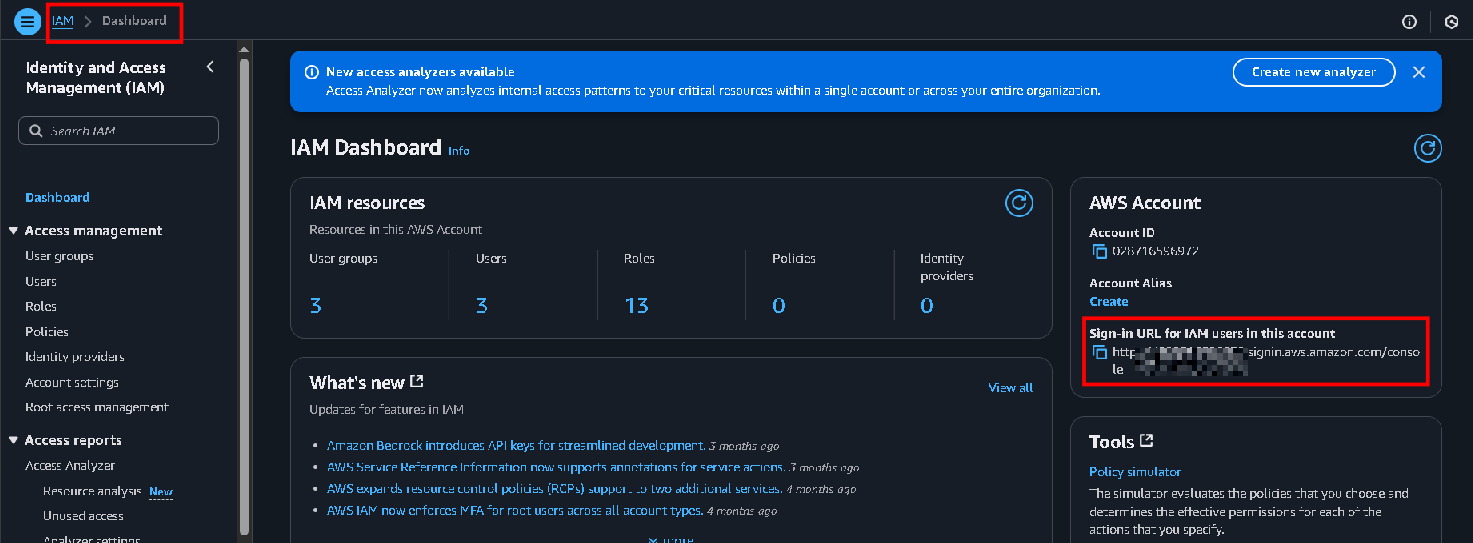 IAM > Dashboard
Identity and Access
Management (IAM)
Search IAM
Dashboard
Access management
User groups
Users
Roles
Policies
Identity providers
Account settings
Root access management
Access reports
Access Analyzer
Resource analysis New
Unused access
Analyzer settings
New access analyzers available
Access Analyzer now analyzes internal access patterns to your critical resources within a single account or across your entire organization.
Create new analyzer
IAM Dashboard Info
IAM resources
Resources in this AWS Account
User groups
3
Users
3
Roles
13
Policies
0
Identity
providers
0
What's new
View all
Updates for features in IAM
Amazon Bedrock introduces API keys for streamlined development. 3 months ago
AWS Service Reference Information now supports annotations for service actions. 3 months ago
AWS expands resource control policies (RCPs) support to two additional services. 4 months ago
AWS IAM now enforces MFA for root users across all account types. 4 months ago
more
AWS Account
Account ID
028716596972
Account Alias
Create
Sign-in URL for IAM users in this account
http signin.aws.amazon.com/conso
le
Tools
Policy simulator
The simulator evaluates the policies that you choose and
determines the effective permissions for each of the
actions that you specify.